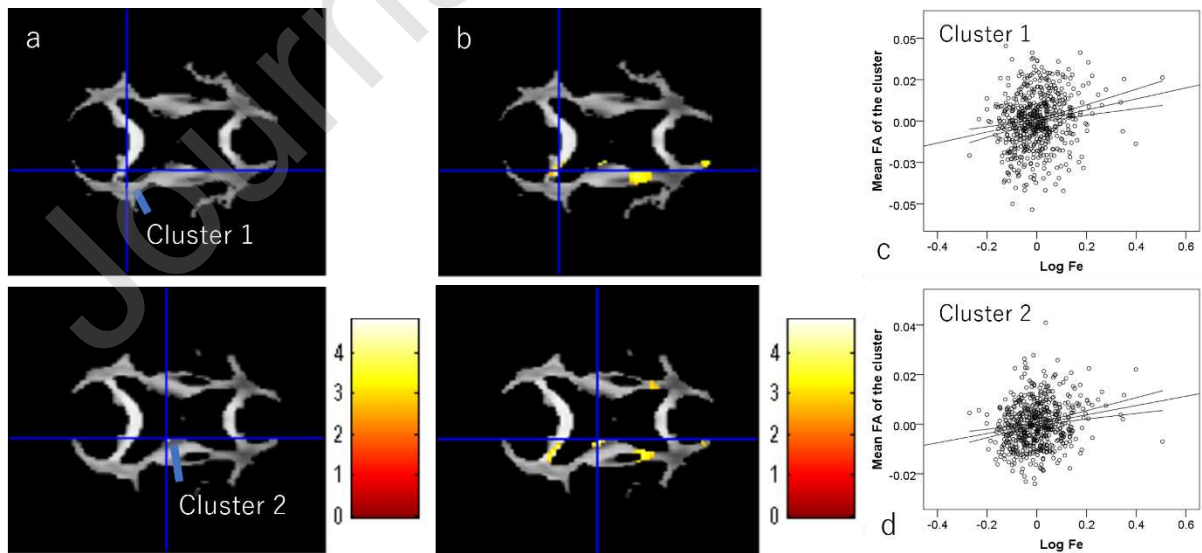 a
Cluster 1
b
Cluster 1
0.05
0.02
0.00
-0.03
-0.05
Mean FA of the cluster
-0.4
-0.2
0
0.2
0.4
0.6
Log Fe
c
Cluster 2
4
3
2
1
0
4
3
2
1
0
Cluster 2
0.04
0.02
0.00
-0.02
Mean FA of the cluster
-0.4
-0.2
0
0.2
0.4
0.6
Log Fe
d
Journ